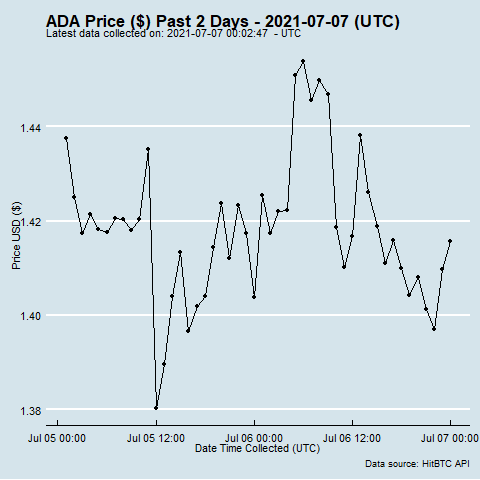 ADA Price ($) Past 2 Days - 2021-07-07 (UTC)
Latest data collected on: 2021-07-07 00:02:47  - UTC
1.44
1.42
1.40
1.38
Price USD ($)
Jul 05 00:00 Jul 05 12:00 Jul 06 00:00 Jul 06 12:00 Jul 07 00:00
Date Time Collected (UTC)
Data source: HitBTC API